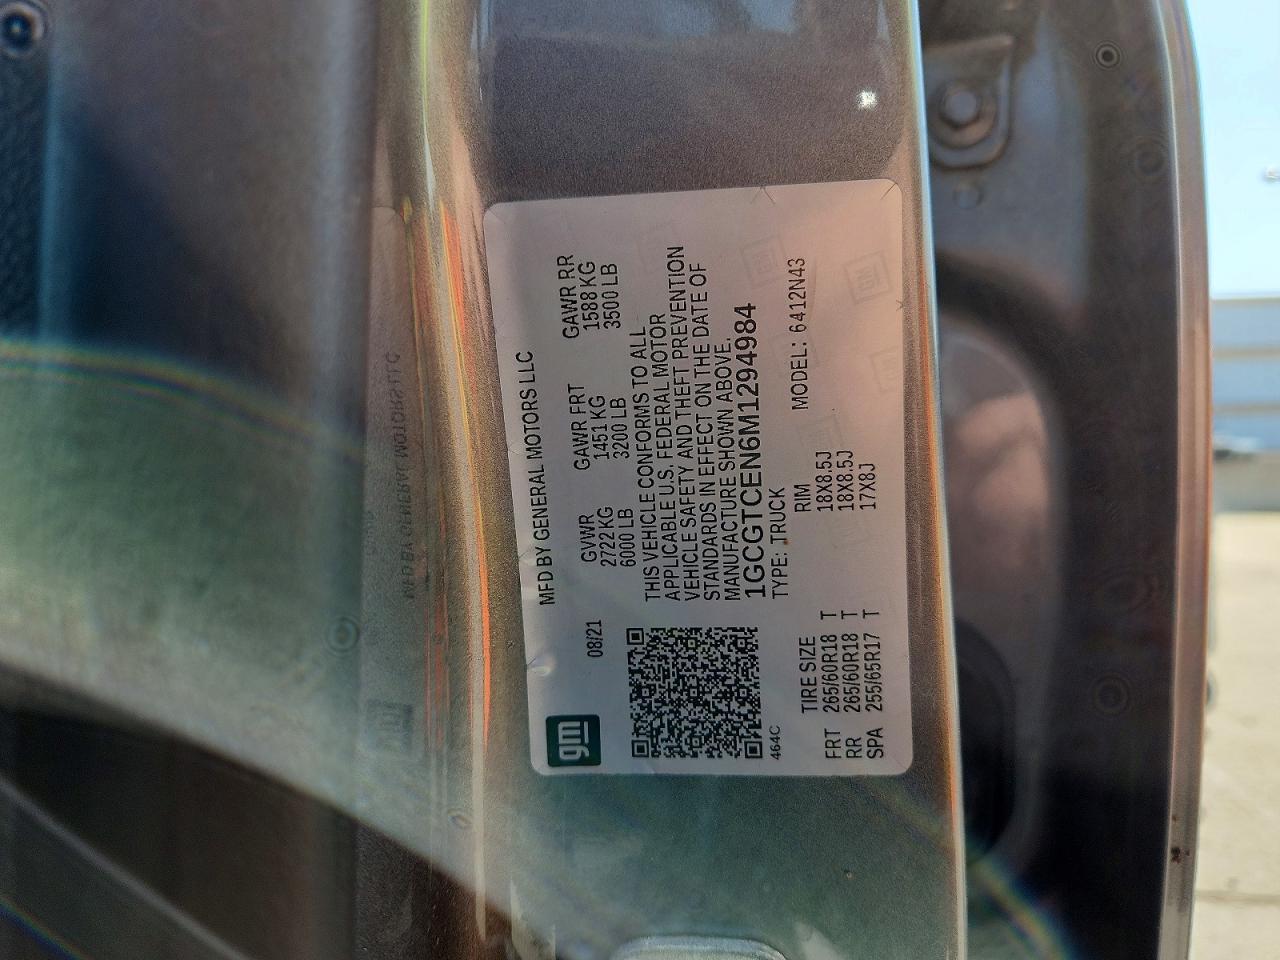 gm
MFD BY GENERAL MOTORS LLC
08/21
GVWR GAWR FRT GAWR RR
2722 KG 1451 KG 1588 KG
6000 LB 3200 LB 3500 LB
THIS VEHICLE CONFORMS TO ALL
APPLICABLE U.S. FEDERAL MOTOR
VEHICLE SAFETY AND THEFT PREVENTION
STANDARDS IN EFFECT ON THE DATE OF
MANUFACTURE SHOWN ABOVE.
1GCGTCEN6M1294984
464C
TYPE: TRUCK MODEL: 6412N43
TIRE SIZE RIM
FRT 265/60R18 T 18X8.5J
RR 265/60R18 T 18X8.5J
SPA 255/65R17 T 17X8J